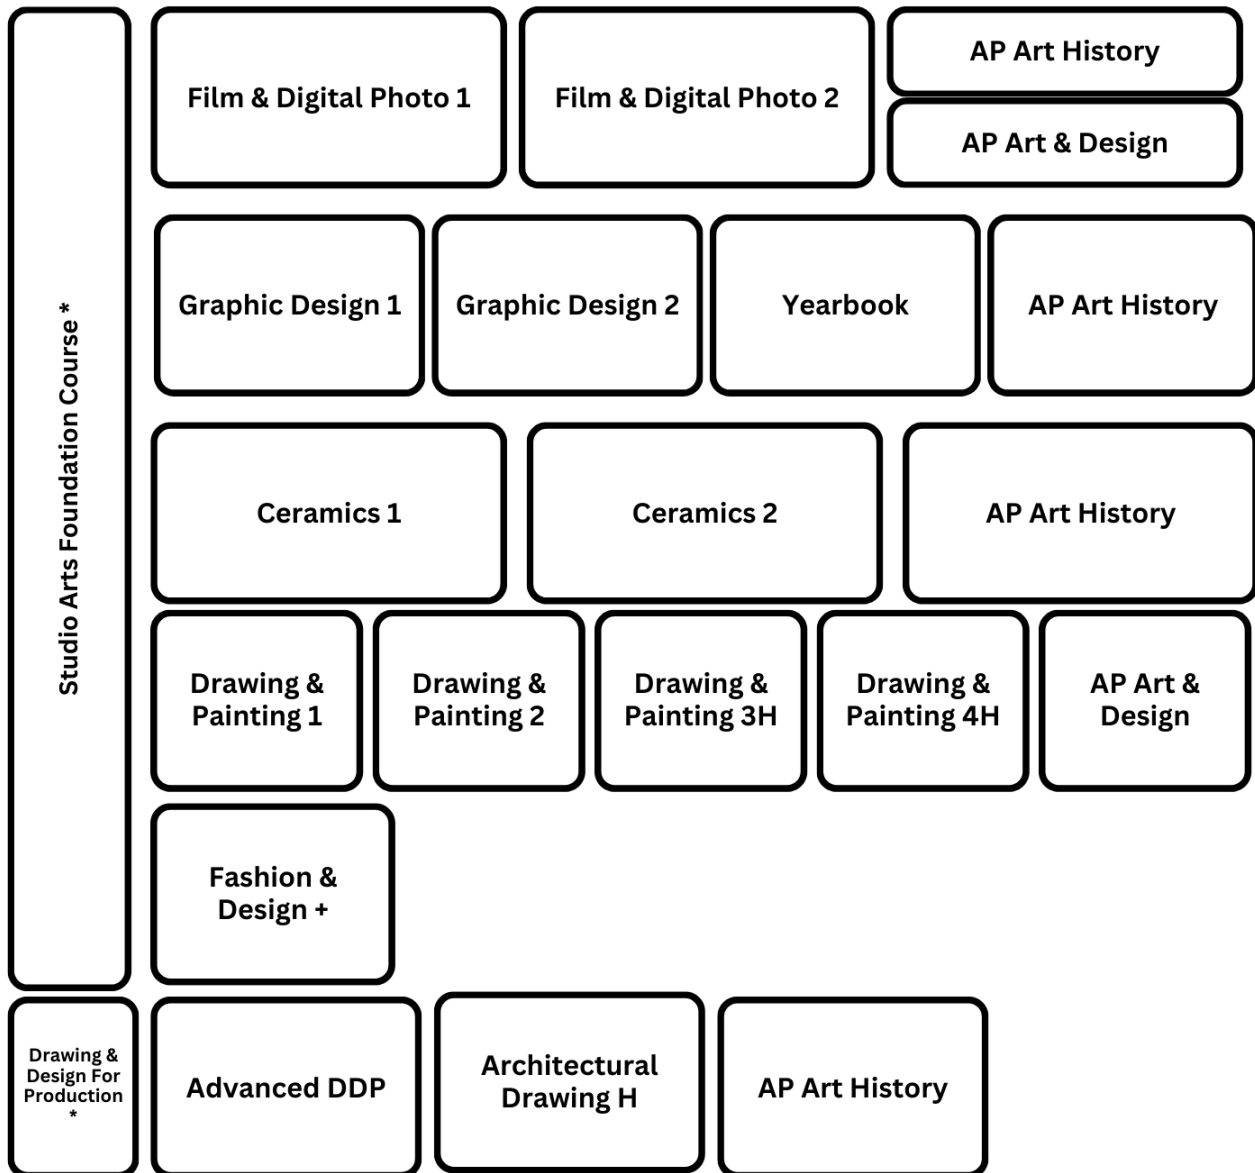 Studio Arts Foundation Course *
Film & Digital Photo 1
Film & Digital Photo 2
AP Art History
AP Art & Design
Graphic Design 1
Graphic Design 2
Yearbook
AP Art History
Ceramics 1
Ceramics 2
AP Art History
Drawing &
Painting 1
Drawing &
Painting 2
Drawing &
Painting 3H
Drawing &
Painting 4H
AP Art &
Design
Fashion &
Design +
Drawing &
Design For
Production
*
Advanced DDP
Architectural
Drawing H
AP Art History